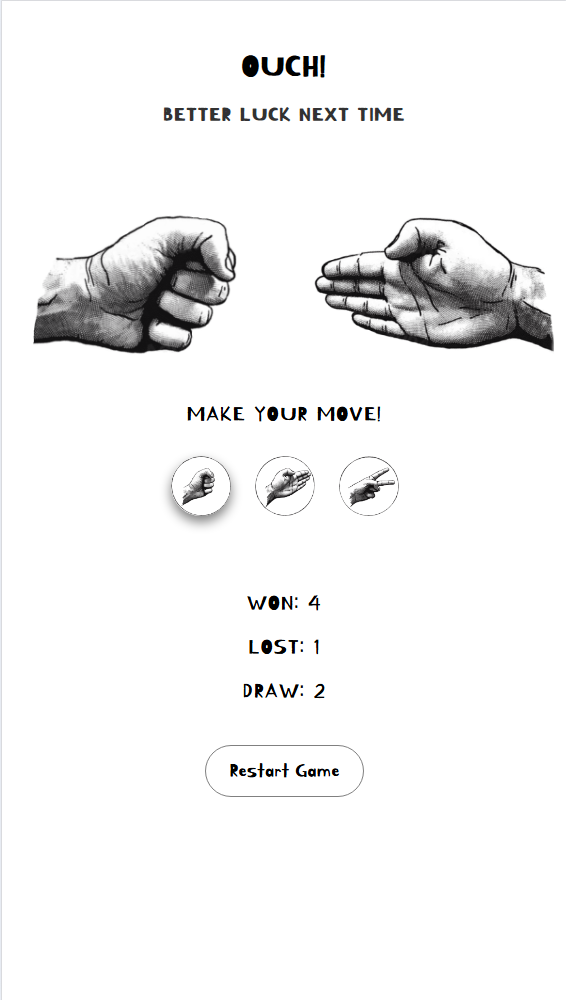 OUCH!
BETTER LUCK NEXT TIME
MAKE YOUR MOVE!
WON: 4
LOST: 1
DRAW: 2
Restart Game